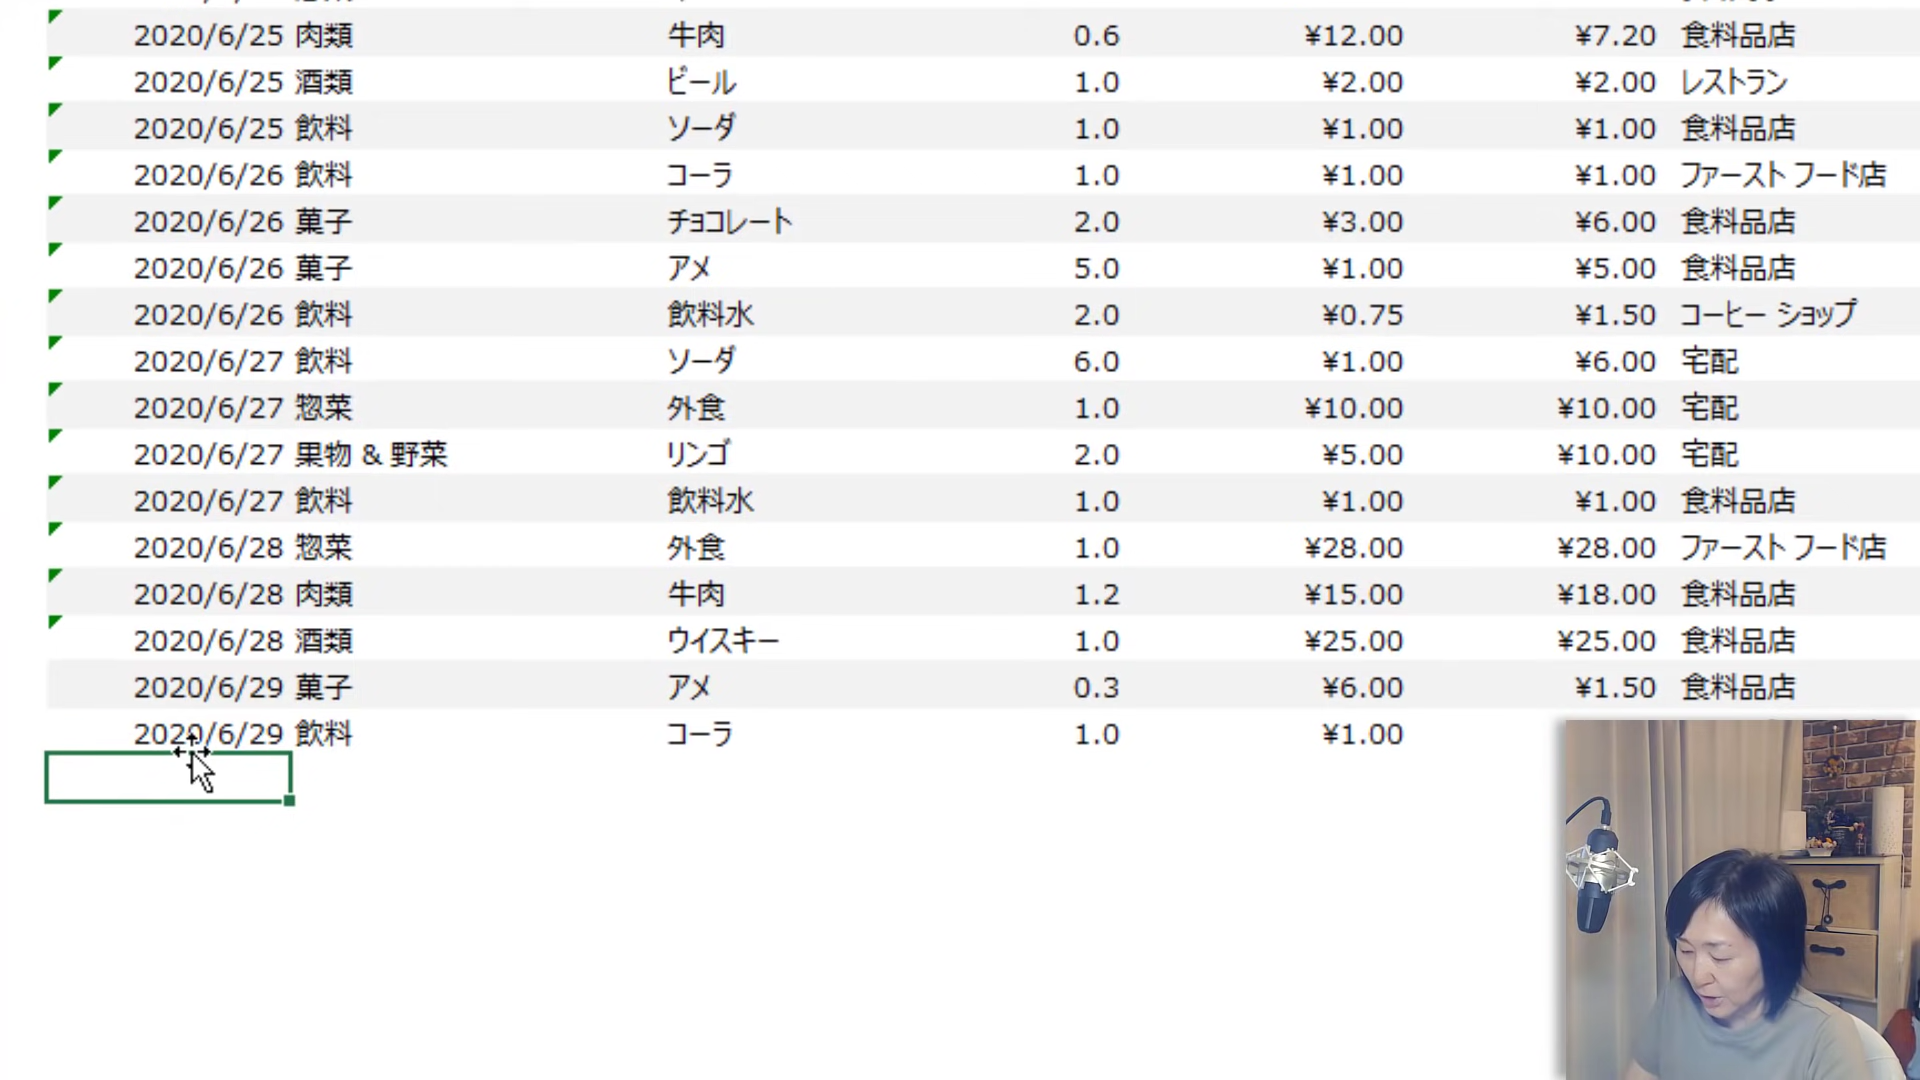 2020/6/25 肉類 牛肉 0.6 ¥12.00 ¥7.20 食料品店
2020/6/25 酒類 ビール 1.0 ¥2.00 ¥2.00 レストラン
2020/6/25 飲料 ソーダ 1.0 ¥1.00 ¥1.00 食料品店
2020/6/26 飲料 コーラ 1.0 ¥1.00 ¥1.00 ファースト フード店
2020/6/26 菓子 チョコレート 2.0 ¥3.00 ¥6.00 食料品店
2020/6/26 菓子 アメ 5.0 ¥1.00 ¥5.00 食料品店
2020/6/26 飲料 飲料水 2.0 ¥0.75 ¥1.50 コーヒー ショップ
2020/6/27 飲料 ソーダ 6.0 ¥1.00 ¥6.00 宅配
2020/6/27 惣菜 外食 1.0 ¥10.00 ¥10.00 宅配
2020/6/27 果物 & 野菜 リンゴ 2.0 ¥5.00 ¥10.00 宅配
2020/6/27 飲料 飲料水 1.0 ¥1.00 ¥1.00 食料品店
2020/6/28 惣菜 外食 1.0 ¥28.00 ¥28.00 ファースト フード店
2020/6/28 肉類 牛肉 1.2 ¥15.00 ¥18.00 食料品店
2020/6/28 酒類 ウイスキー 1.0 ¥25.00 ¥25.00 食料品店
2020/6/29 菓子 アメ 0.3 ¥6.00 ¥1.50 食料品店
2020/6/29 飲料 コーラ 1.0 ¥1.00